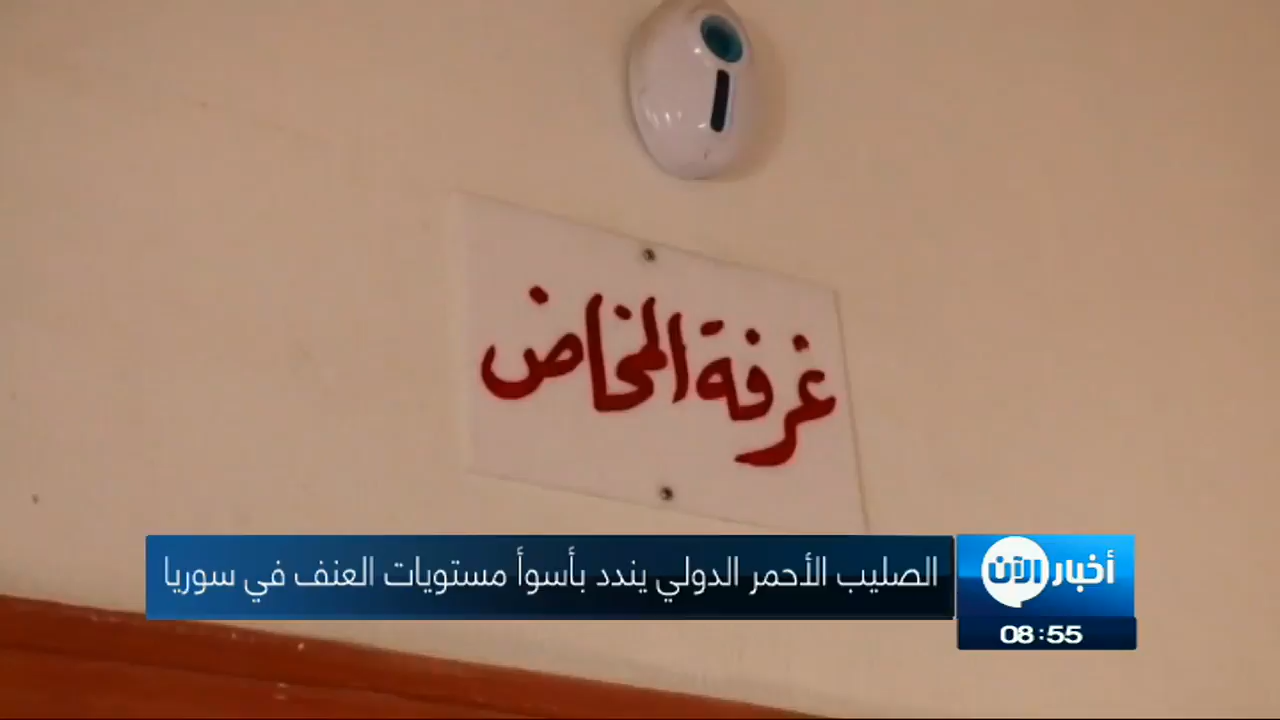 غرفة المخاض
الصليب الأحمر الدولي يندد بأسوأ مستويات العنف في سوريا
أخبار الآن
08:55